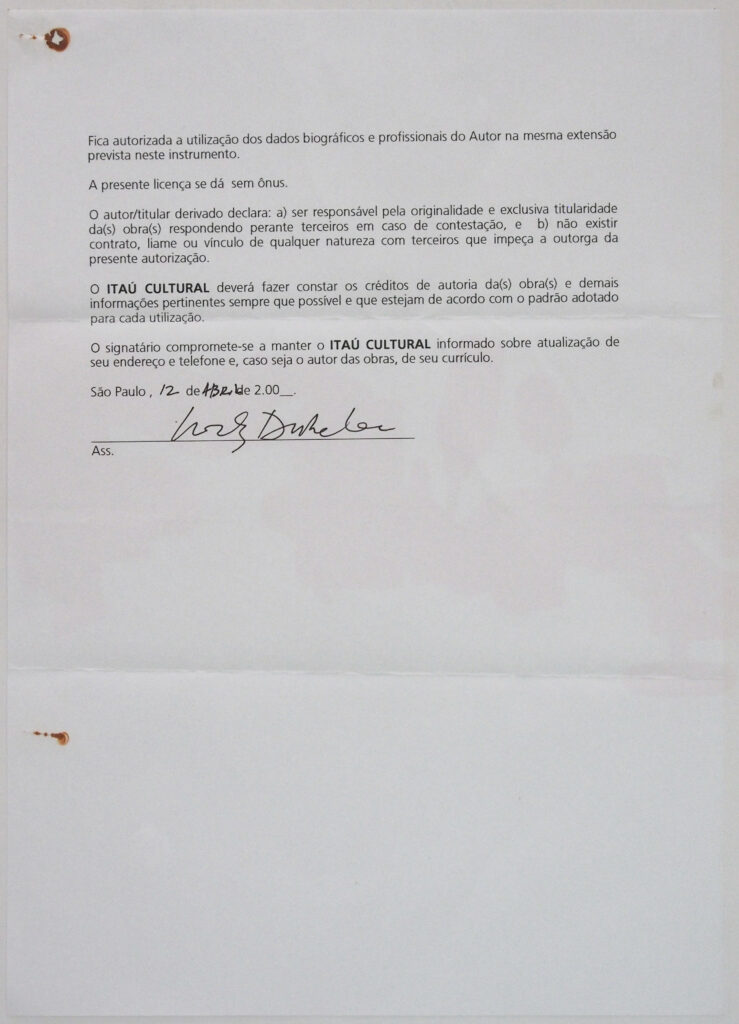 Fica autorizada a utilização dos dados biográficos e profissionais do Autor na mesma extensão
prevista neste instrumento.
A presente licença se dá sem ônus.
O autor/titular derivado declara: a) ser responsável pela originalidade e exclusiva titularidade
da(s) obra(s) respondendo perante terceiros em caso de contestação, e b) não existir
contrato, liame ou vínculo de qualquer natureza com terceiros que impeça a outorga da
presente autorização.
O ITAÚ CULTURAL deverá fazer constar os créditos de autoria da(s) obra(s) e demais
informações pertinentes sempre que possível e que estejam de acordo com o padrão adotado
para cada utilização.
O signatário compromete-se a manter o ITAÚ CULTURAL informado sobre atualização de
seu endereço e telefone e, caso seja o autor das obras, de seu currículo.
São Paulo , 12 de ABRIL de 2.00__.
Ass.